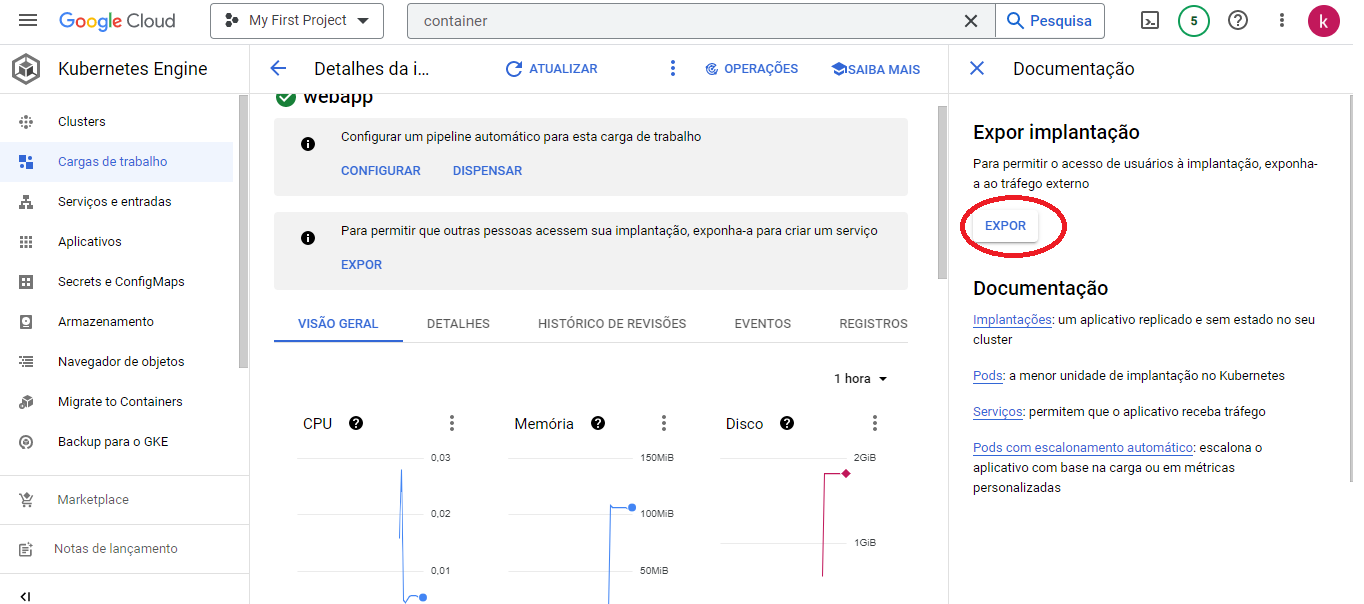 Google Cloud
My First Project
container
Pesquisa
5
k
Kubernetes Engine
Clusters
Cargas de trabalho
Serviços e entradas
Aplicativos
Secrets e ConfigMaps
Armazenamento
Navegador de objetos
Migrate to Containers
Backup para o GKE
Marketplace
Notas de lançamento
Detalhes da i...
ATUALIZAR
OPERAÇÕES
SAIBA MAIS
webapp
Configurar um pipeline automático para esta carga de trabalho
CONFIGURAR DISPENSAR
Para permitir que outras pessoas acessem sua implantação, exponha-a para criar um serviço
EXPOR
VISÃO GERAL DETALHES HISTÓRICO DE REVISÕES EVENTOS REGISTROS
1 hora
CPU
0,03
0,02
0,01
Memória
150MiB
100MiB
50MiB
Disco
2GiB
1GiB
Documentação
Expor implantação
Para permitir o acesso de usuários à implantação, exponha-
a ao tráfego externo
EXPOR
Documentação
Implantações: um aplicativo replicado e sem estado no seu
cluster
Pods: a menor unidade de implantação no Kubernetes
Serviços: permitem que o aplicativo receba tráfego
Pods com escalonamento automático: escalona o
aplicativo com base na carga ou em métricas
personalizadas